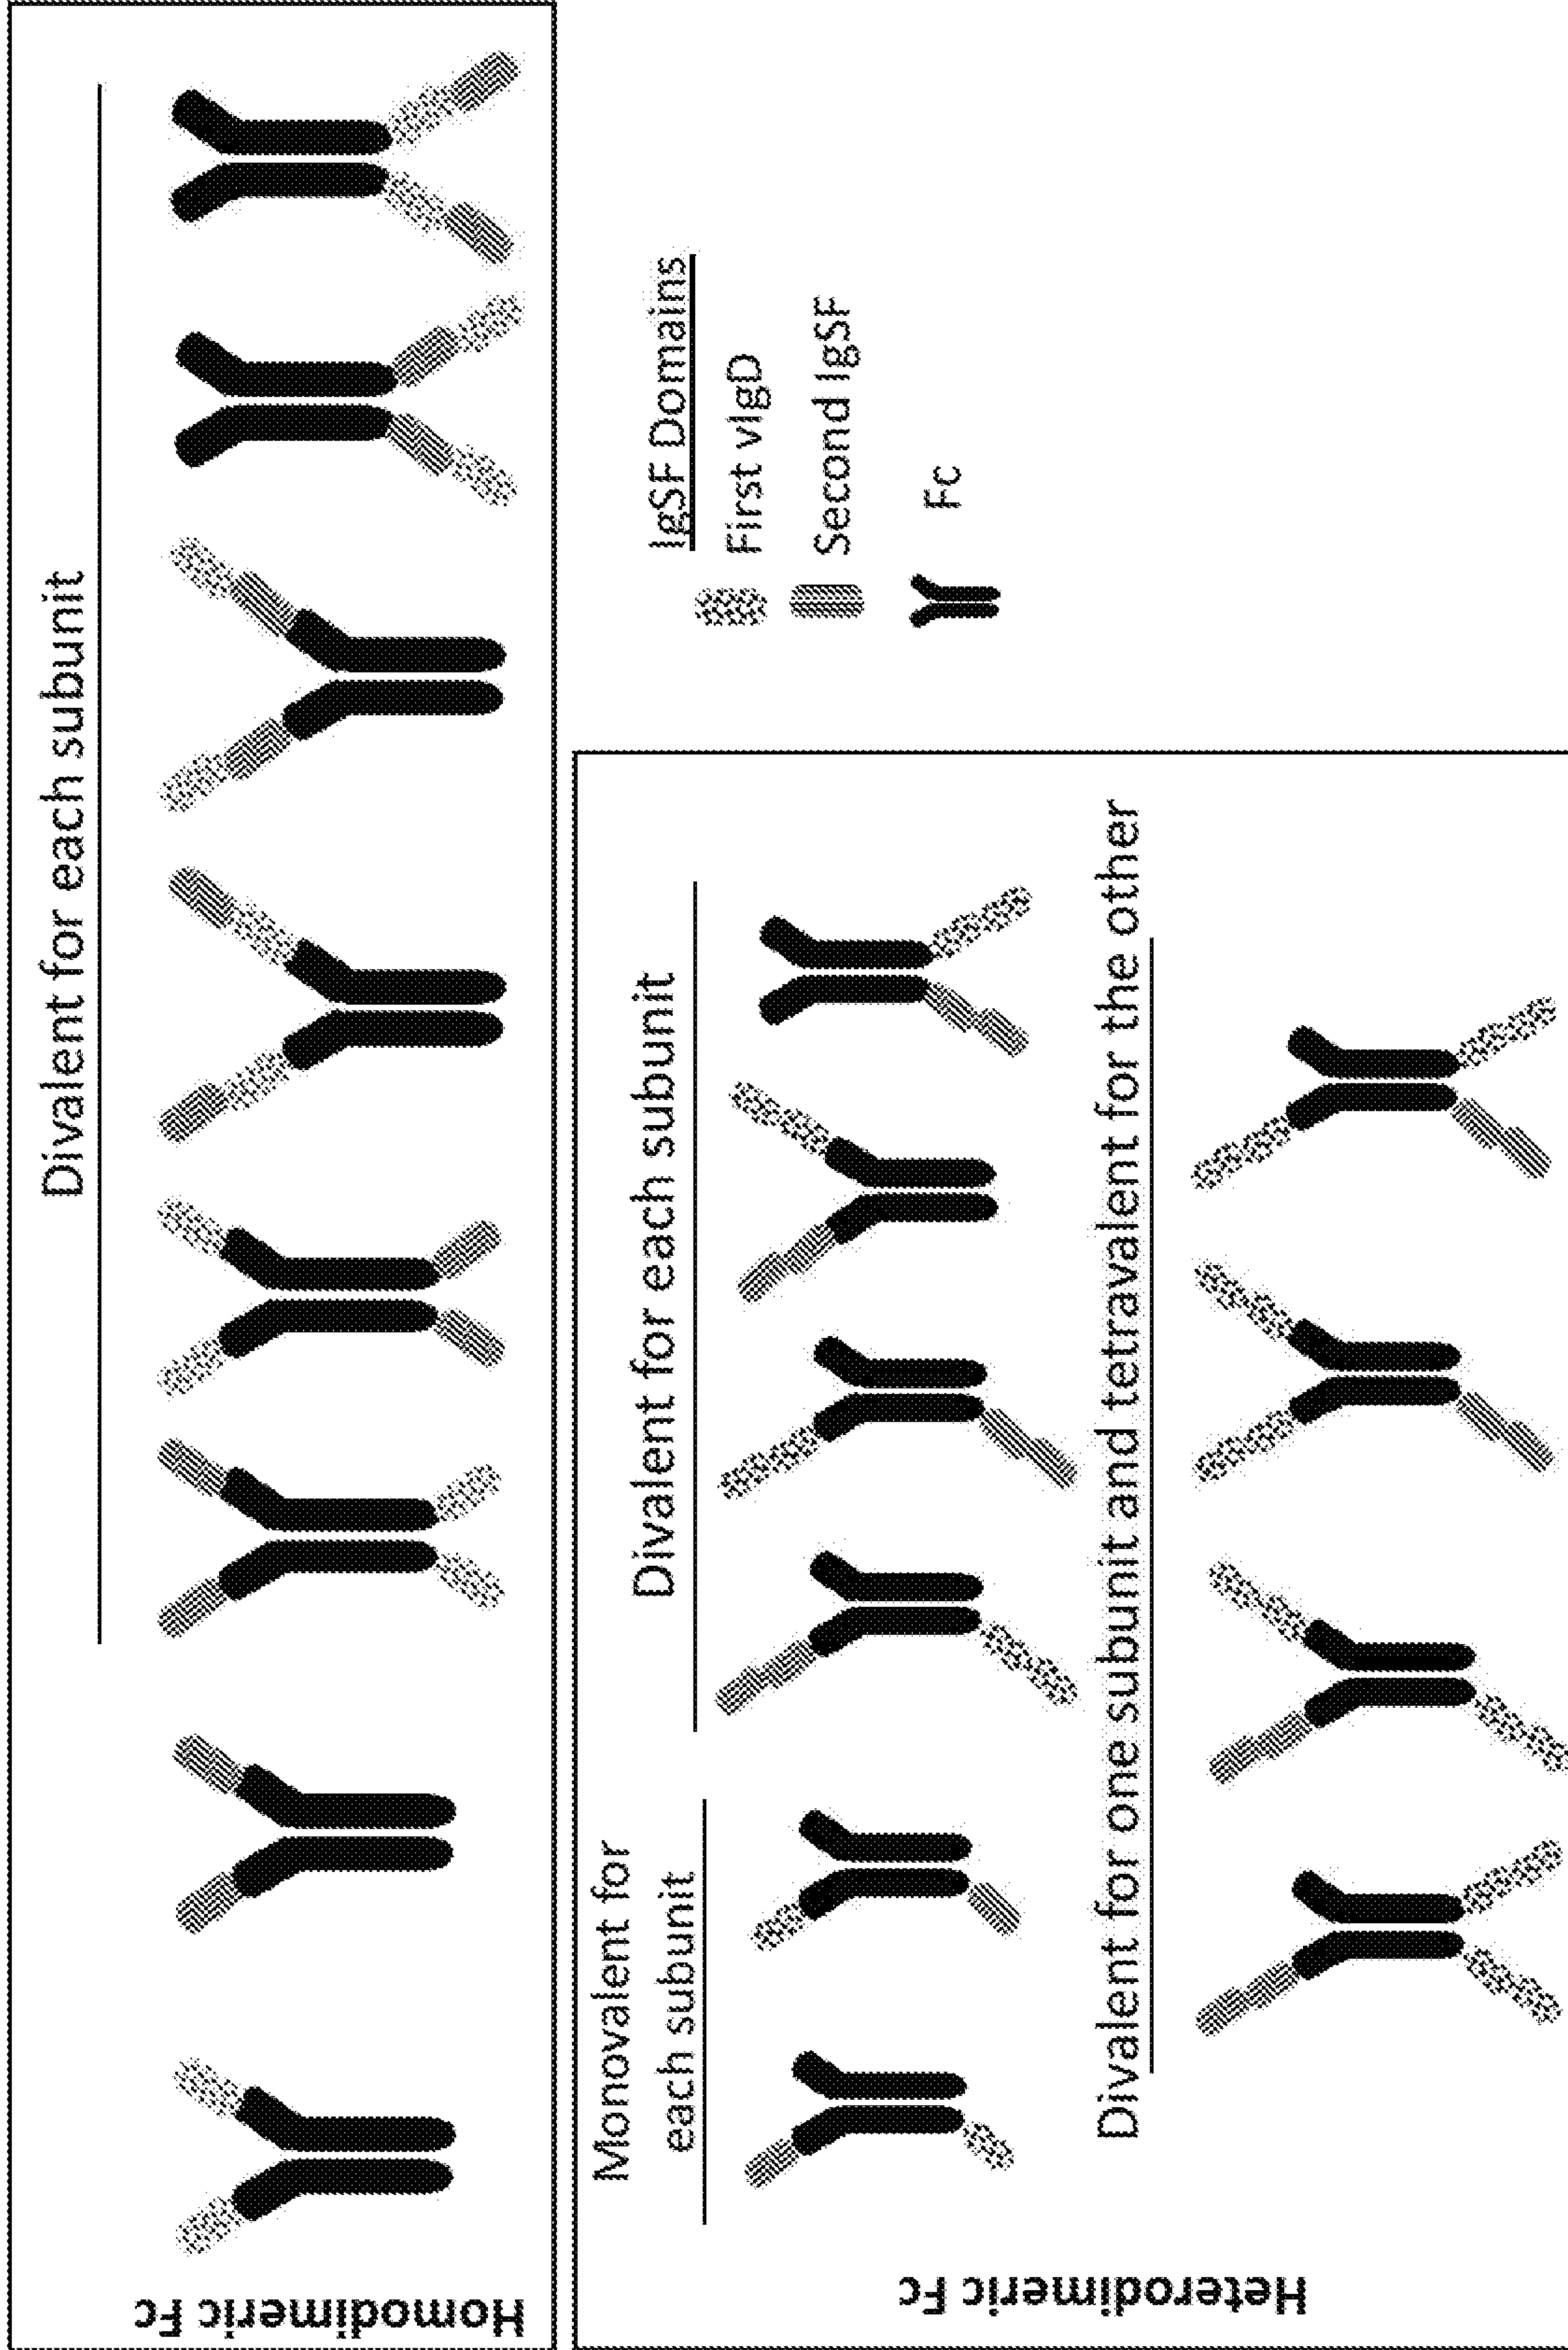 Homodimeric Fc
Divalent for each subunit
Heterodimeric Fc
Monovalent for
each subunit
Divalent for each subunit
Divalent for one subunit and tetravalent for the other
IgSF Domains
First vIgD
Second IgSF
Fc